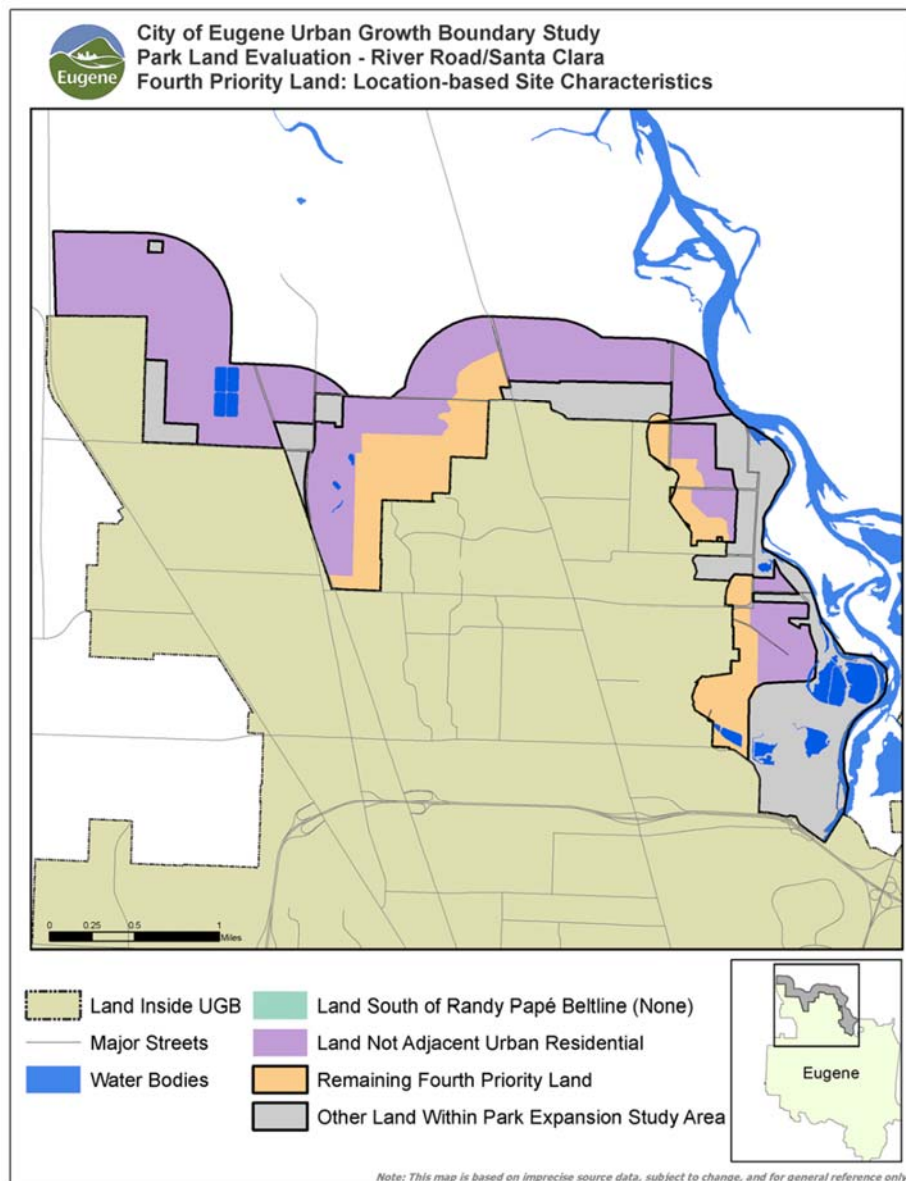 City of Eugene Urban Growth Boundary Study
Park Land Evaluation - River Road/Santa Clara
Fourth Priority Land: Location-based Site Characteristics
Eugene
0 0.25 0.5 1
Miles
Land Inside UGB
Major Streets
Water Bodies
Land South of Randy Papé Beltline (None)
Land Not Adjacent Urban Residential
Remaining Fourth Priority Land
Other Land Within Park Expansion Study Area
Eugene
Note: This map is based on imprecise source data, subject to change, and for general reference only